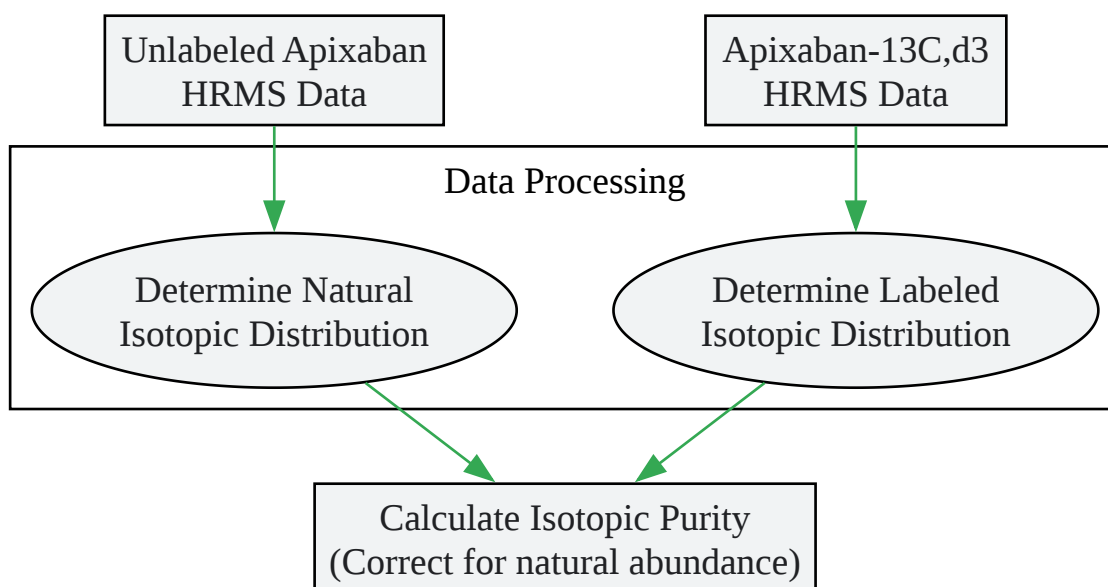 Unlabeled Apixaban
HRMS Data
Apixaban-13C,d3
HRMS Data
Data Processing
Determine Natural
Isotopic Distribution
Determine Labeled
Isotopic Distribution
Calculate Isotopic Purity
(Correct for natural abundance)